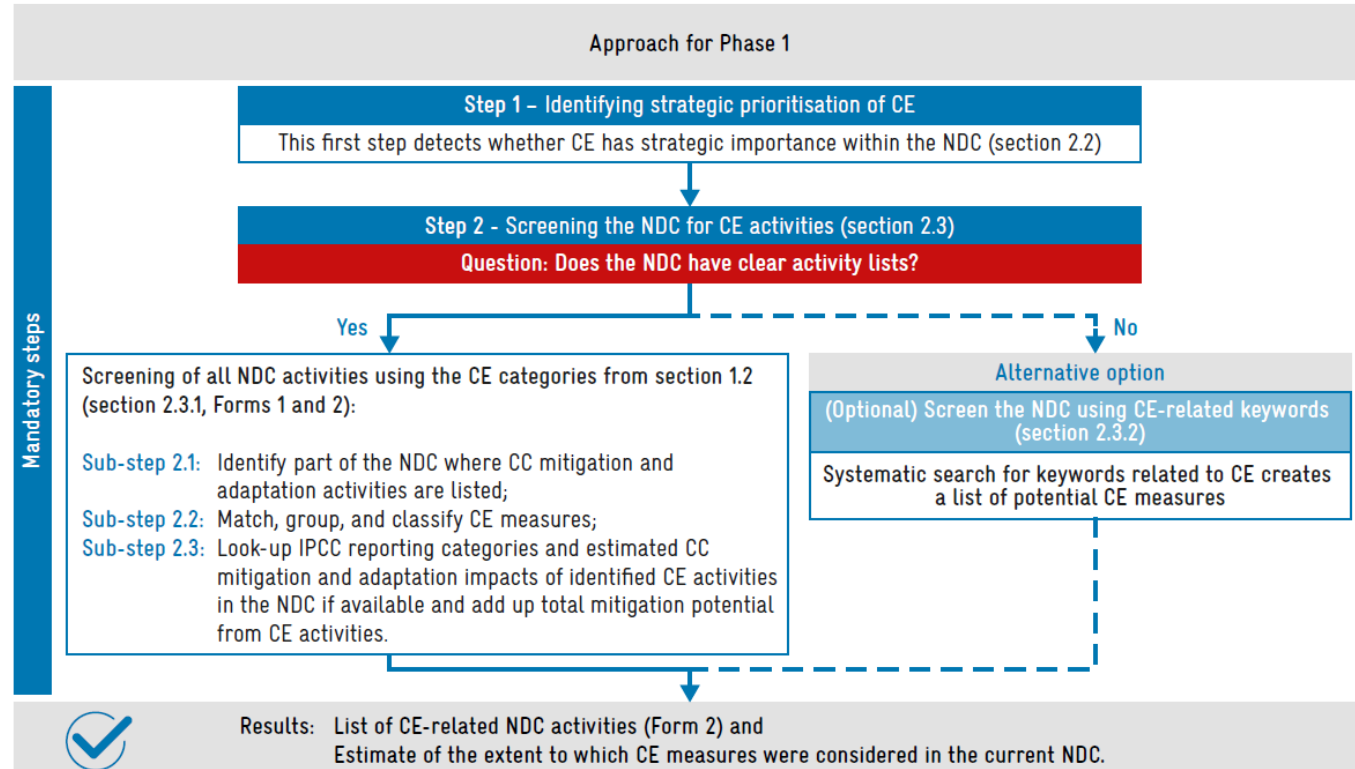 Approach for Phase 1
Mandatory steps
Step 1 – Identifying strategic prioritisation of CE
This first step detects whether CE has strategic importance within the NDC (section 2.2)
Step 2 - Screening the NDC for CE activities (section 2.3)
Question: Does the NDC have clear activity lists?
Yes
No
Screening of all NDC activities using the CE categories from section 1.2
(section 2.3.1, Forms 1 and 2):
Sub-step 2.1: Identify part of the NDC where CC mitigation and
adaptation activities are listed;
Sub-step 2.2: Match, group, and classify CE measures;
Sub-step 2.3: Look-up IPCC reporting categories and estimated CC
mitigation and adaptation impacts of identified CE activities
in the NDC if available and add up total mitigation potential
from CE activities.
Alternative option
(Optional) Screen the NDC using CE-related keywords
(section 2.3.2)
Systematic search for keywords related to CE creates
a list of potential CE measures
Results: List of CE-related NDC activities (Form 2) and
Estimate of the extent to which CE measures were considered in the current NDC.